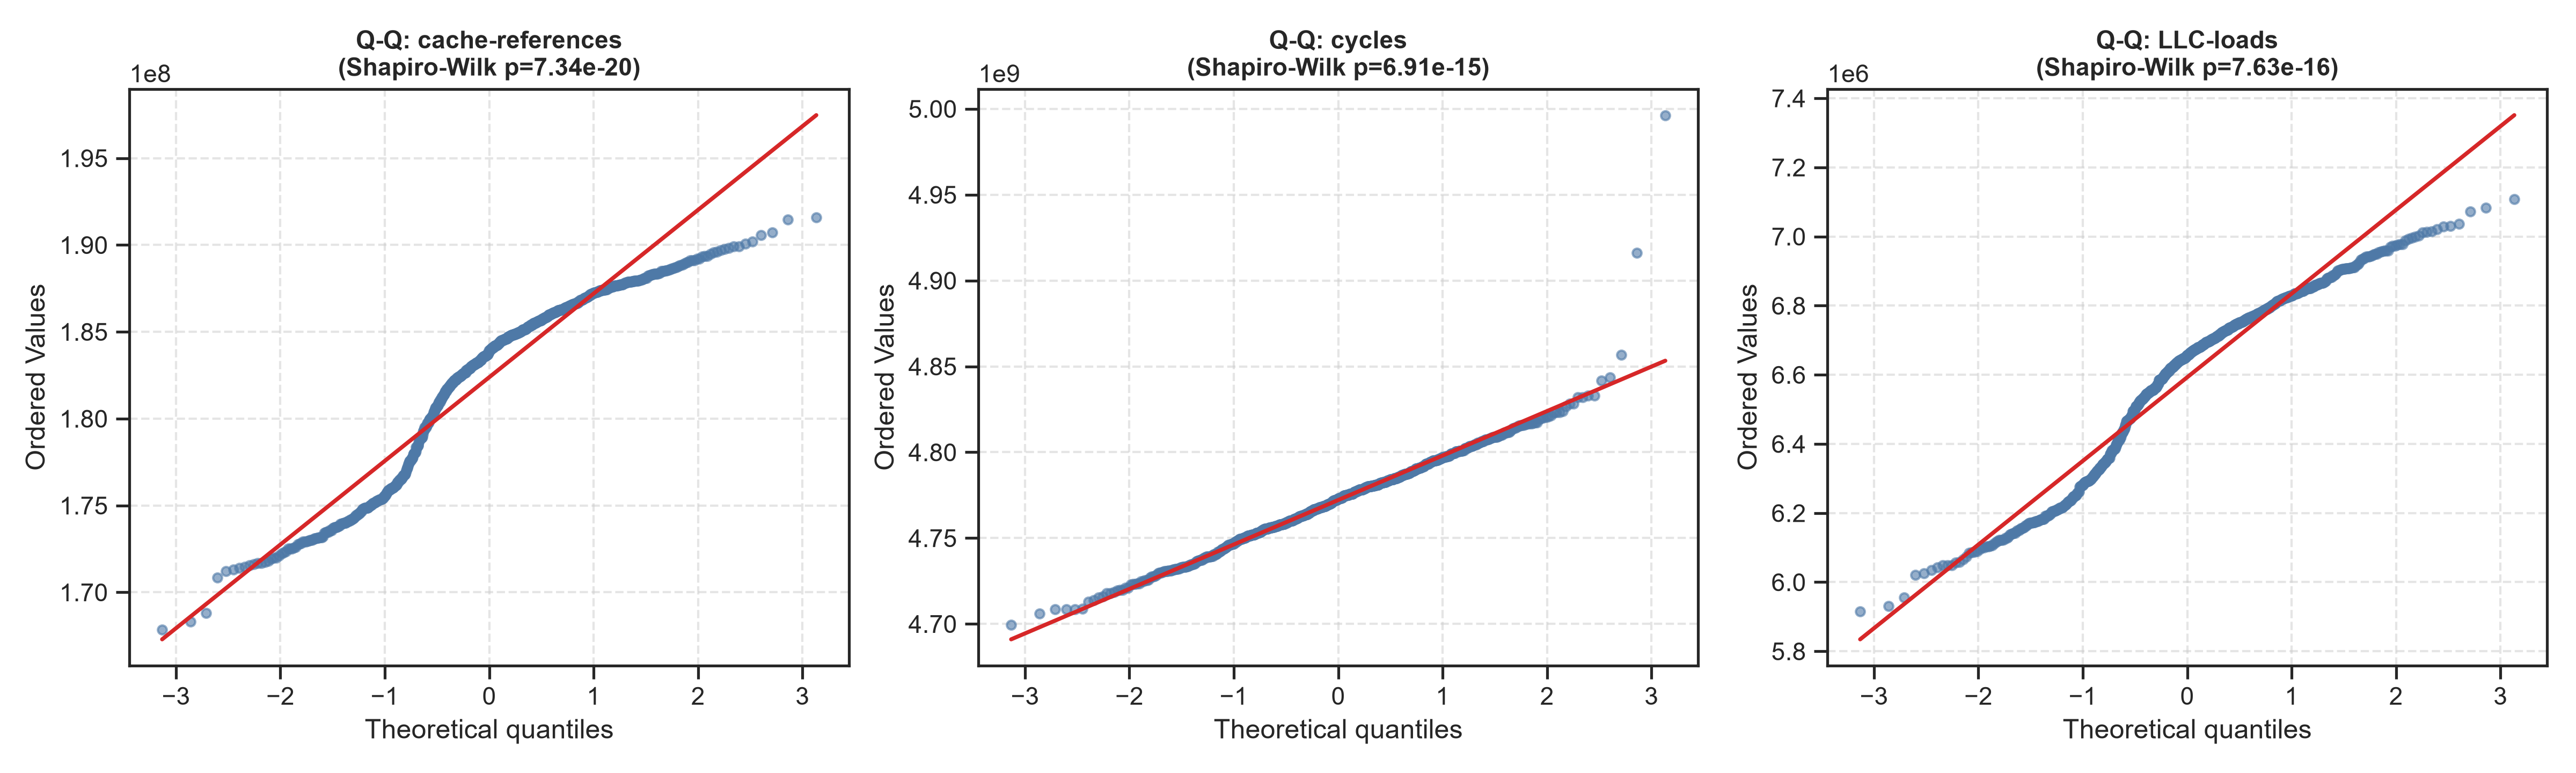 Q-Q: cache-references
(Shapiro-Wilk p=7.34e-20)
1e8
1.95
1.90
1.85
1.80
1.75
1.70
Ordered Values
−3 −2 −1 0 1 2 3
Theoretical quantiles
Q-Q: cycles
(Shapiro-Wilk p=6.91e-15)
1e9
5.00
4.95
4.90
4.85
4.80
4.75
4.70
Ordered Values
−3 −2 −1 0 1 2 3
Theoretical quantiles
Q-Q: LLC-loads
(Shapiro-Wilk p=7.63e-16)
1e6
7.4
7.2
7.0
6.8
6.6
6.4
6.2
6.0
5.8
Ordered Values
−3 −2 −1 0 1 2 3
Theoretical quantiles